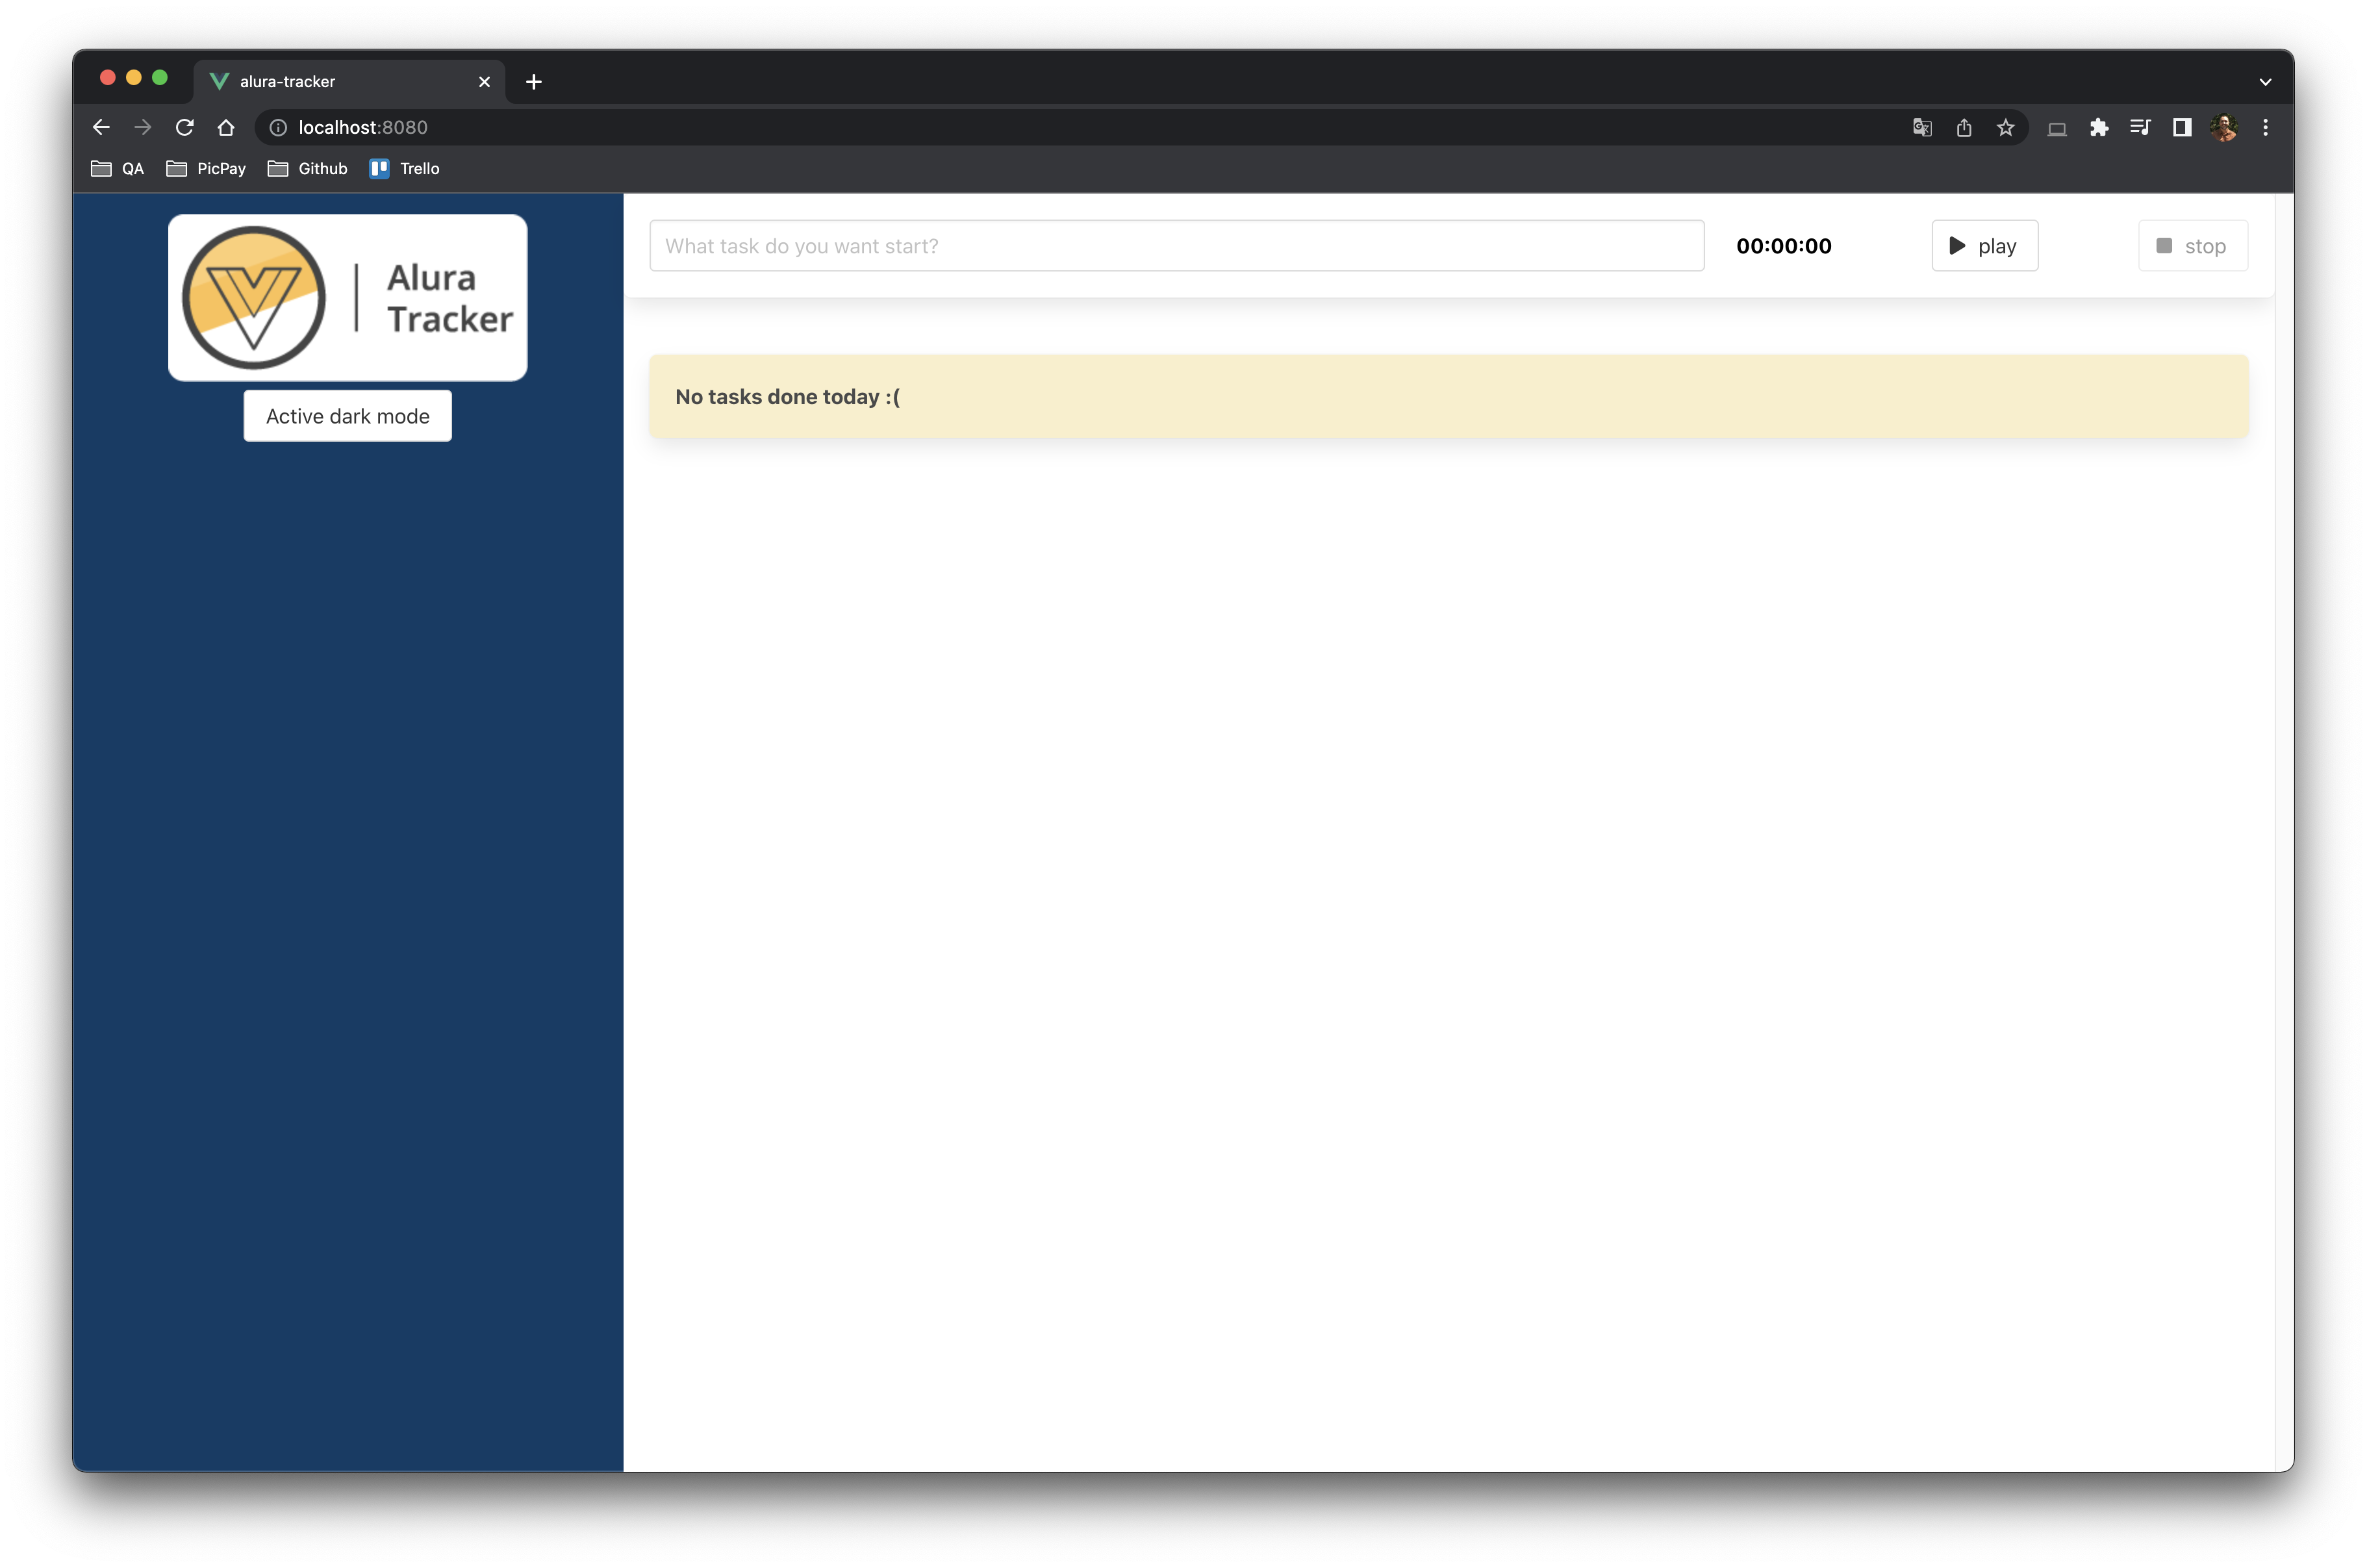 alura-tracker
localhost:8080
QA PicPay Github Trello
Alura
Tracker
Active dark mode
What task do you want start? 00:00:00 play stop
No tasks done today :(